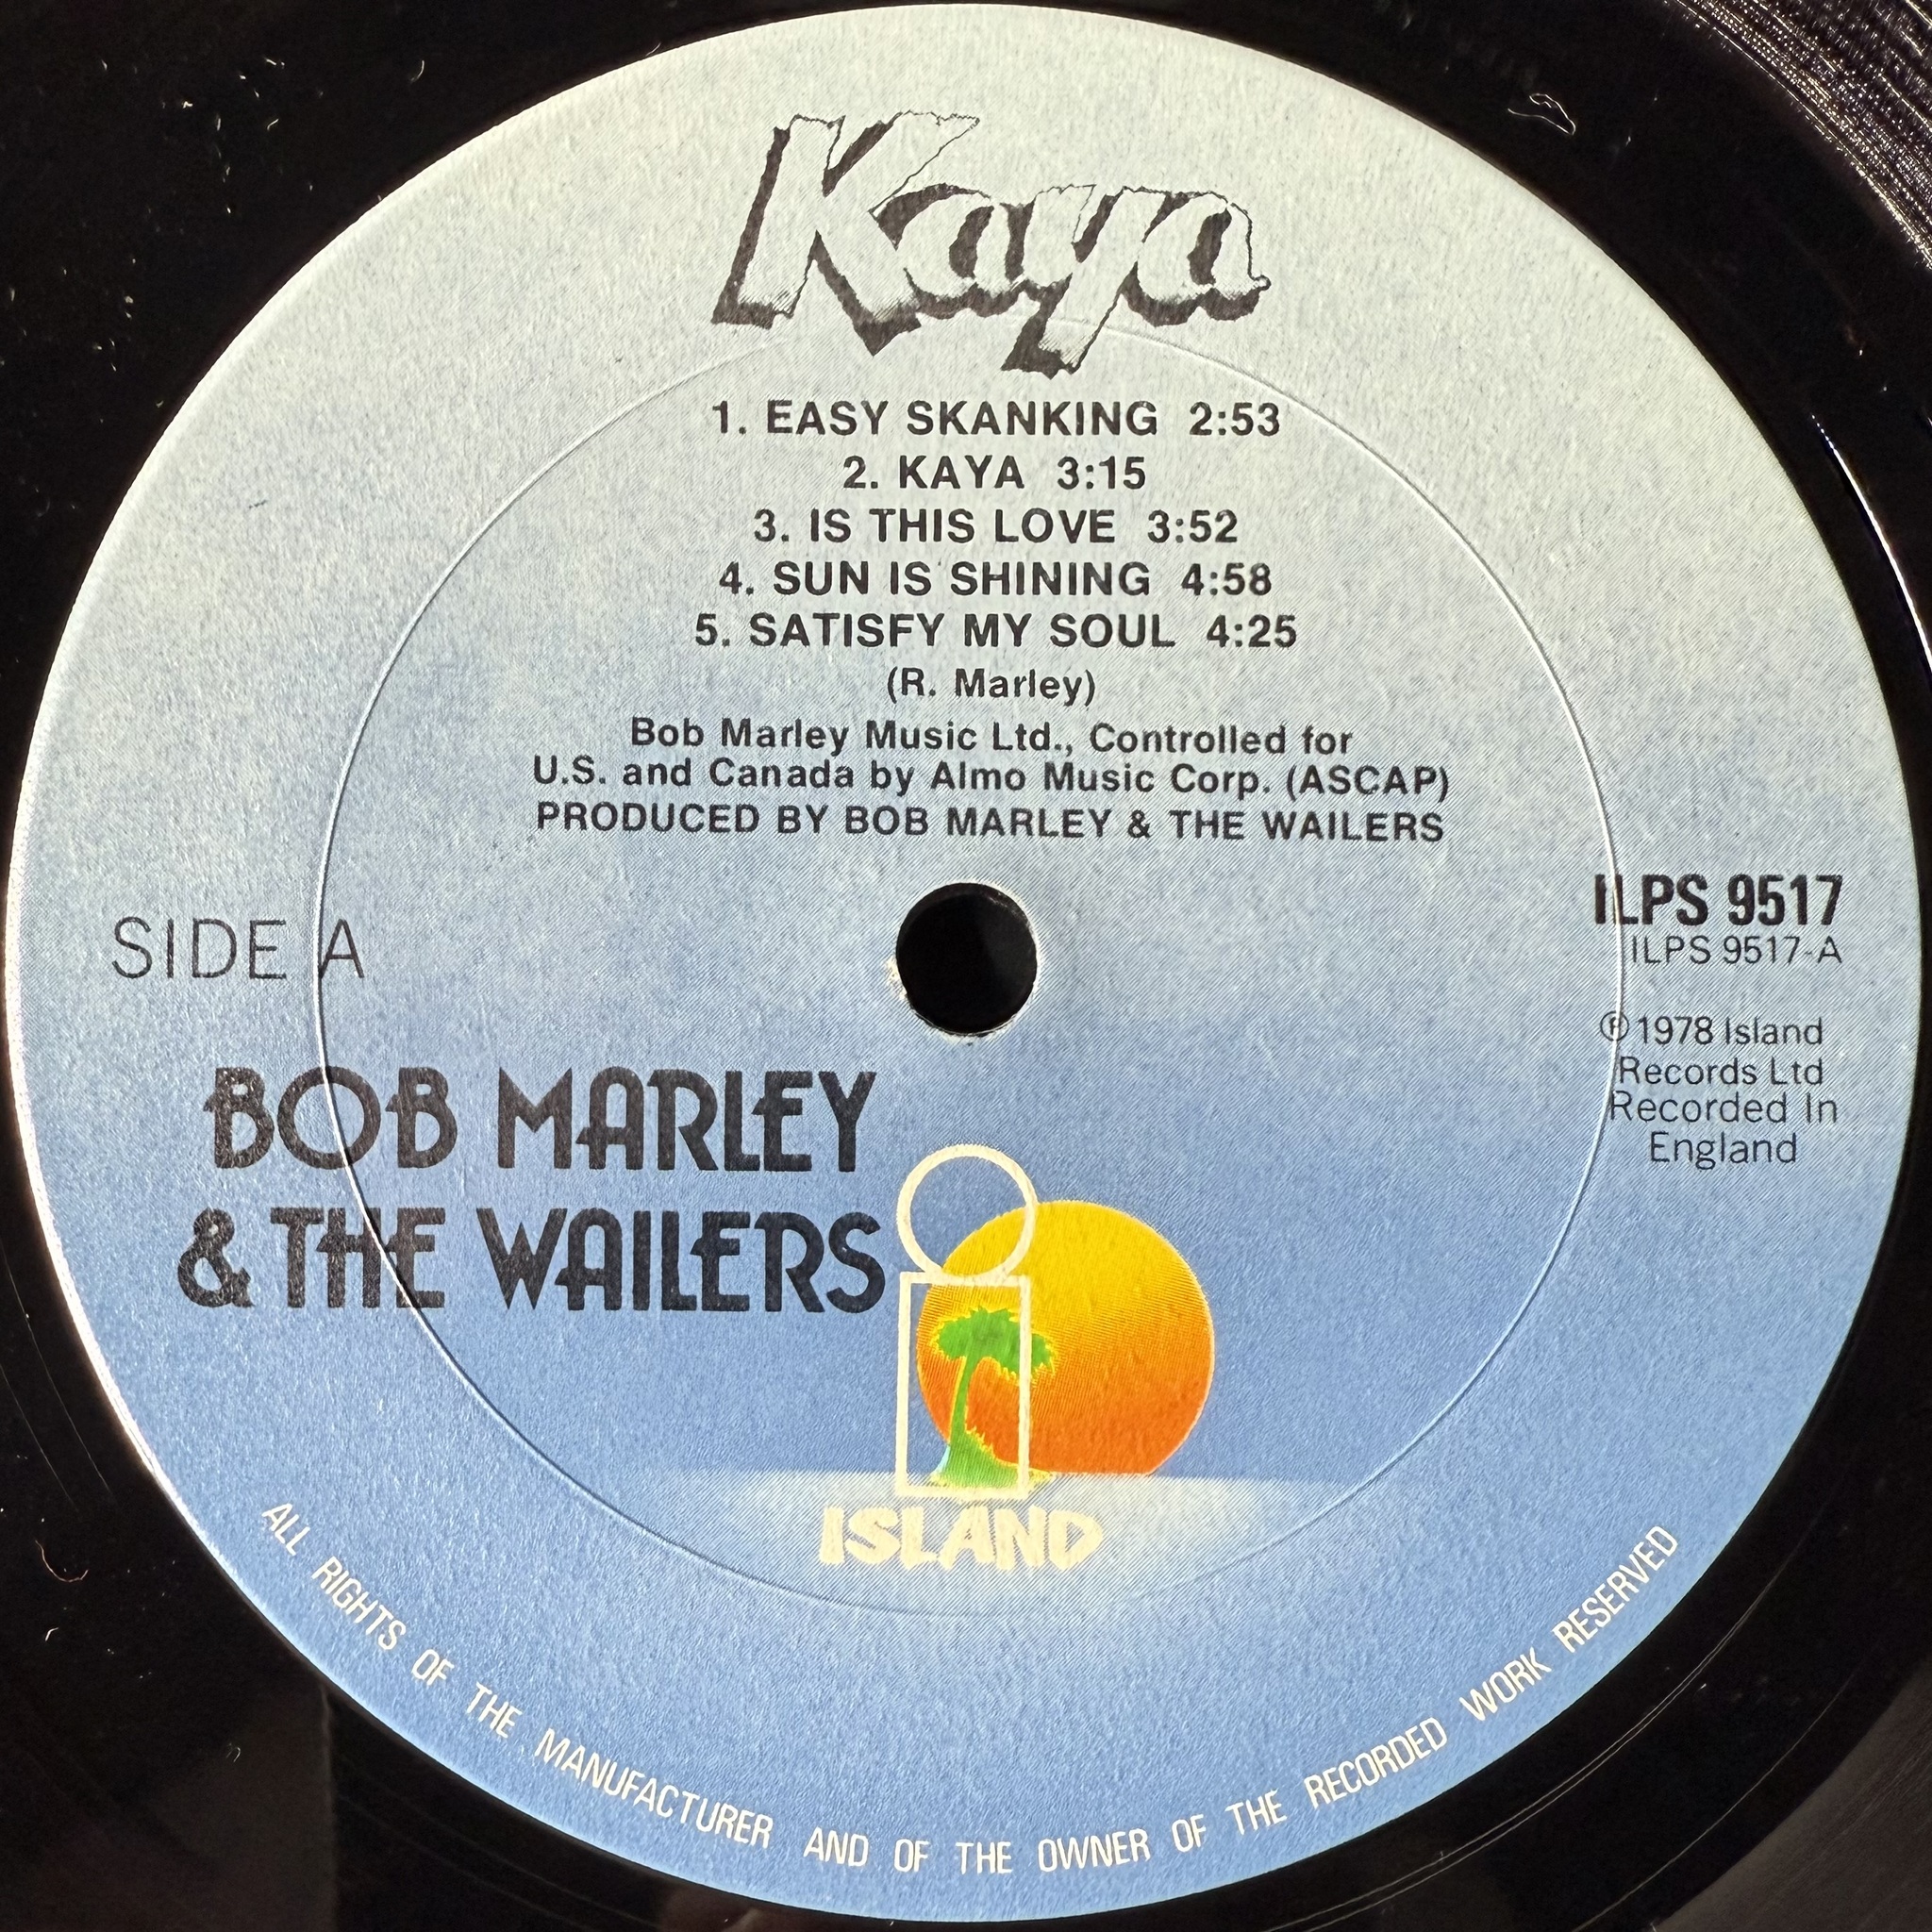 Kaya
1. EASY SKANKING 2:53
2. KAYA 3:15
3. IS THIS LOVE 3:52
4. SUN IS SHINING 4:58
5. SATISFY MY SOUL 4:25
(R. Marley)
Bob Marley Music Ltd., Controlled for
U.S. and Canada by Almo Music Corp. (ASCAP)
PRODUCED BY BOB MARLEY & THE WAILERS
SIDE A
ILPS 9517
ILPS 9517-A
℗ 1978 Island
Records Ltd
Recorded In
England
BOB MARLEY
& THE WAILERS
ISLAND
ALL RIGHTS OF THE MANUFACTURER AND OF THE OWNER OF THE RECORDED WORK RESERVED